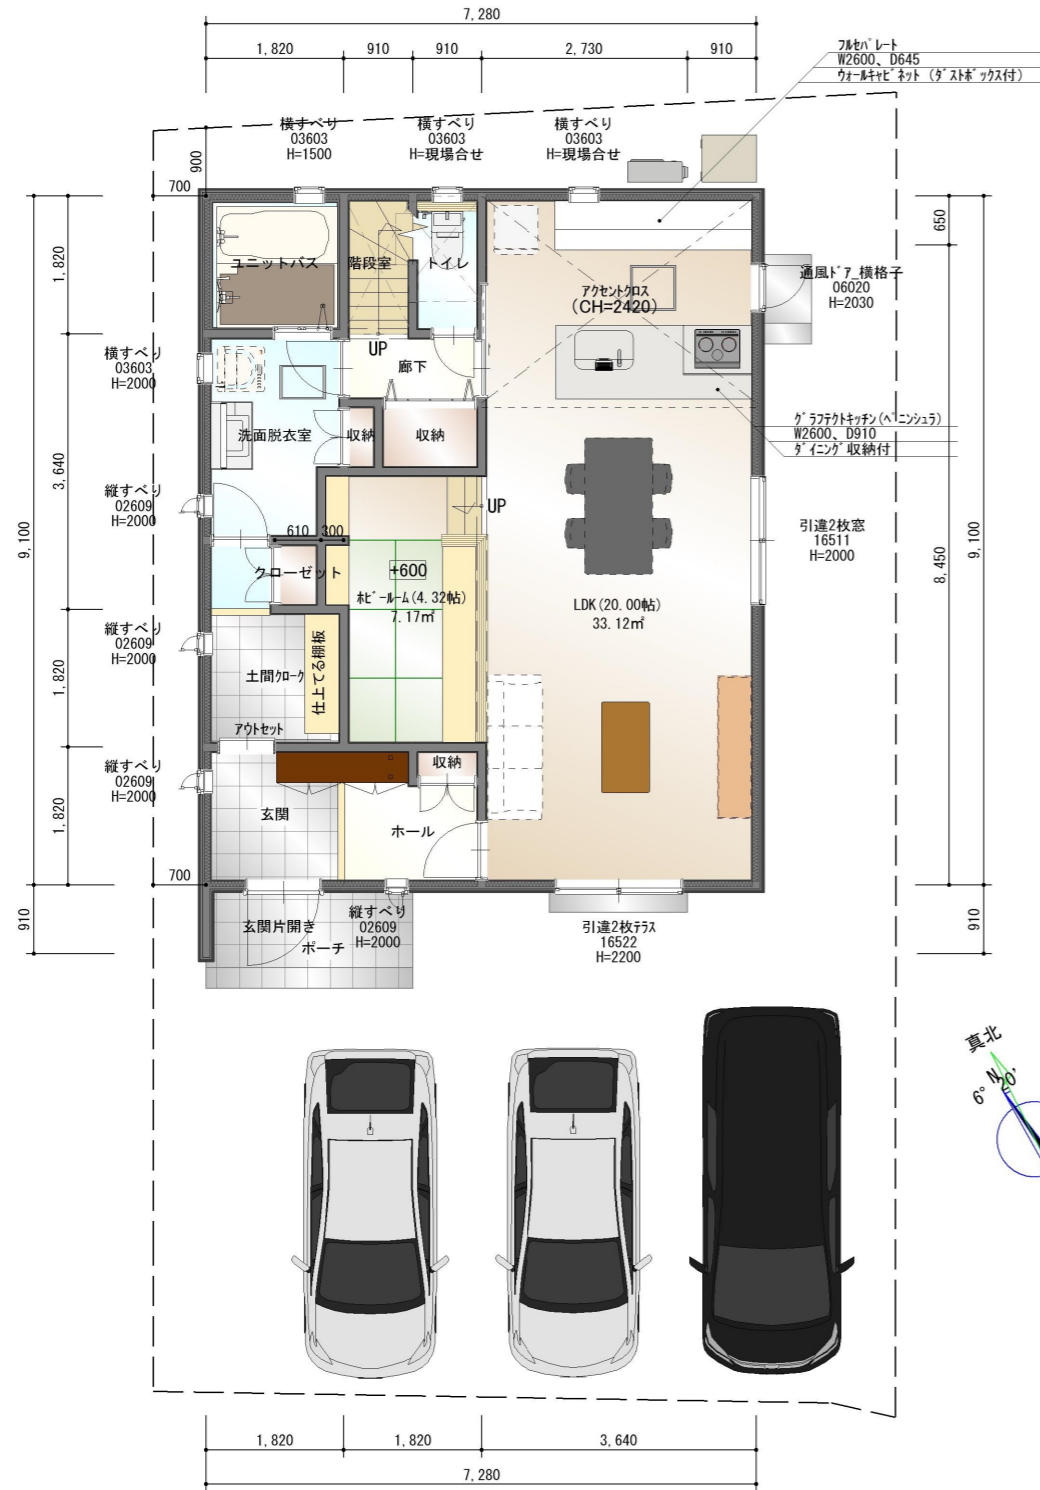 7,280
1,820
910
910
2,730
910
フルセパレート
W2600、D645
ウォールキャビネット (ダストボックス付)
横すべり
03603
H=1500
横すべり
03603
H=現場合せ
横すべり
03603
H=現場合せ
900
700
1,820
3,640
1,820
1,820
9,100
910
650
8,450
9,100
910
ユニットバス
階段室
トイレ
アクセントクロス
(CH=2420)
通風ドア_横格子
06020
H=2030
UP
廊下
横すべり
03603
H=2000
洗面脱衣室
収納
収納
グラフテクトキッチン(ペニンシュラ)
W2600、D910
ダイニング収納付
縦すべり
02609
H=2000
UP
610
300
引違2枚窓
16511
H=2000
クローゼット
+600
ホビールーム(4.32帖)
7.17㎡
LDK(20.00帖)
33.12㎡
縦すべり
02609
H=2000
土間クローク
仕上てる棚板
アウトセット
収納
縦すべり
02609
H=2000
玄関
ホール
700
玄関片開き
ポーチ
縦すべり
02609
H=2000
引違2枚テラス
16522
H=2200
真北
N
6° 20'
1,820
1,820
3,640
7,280